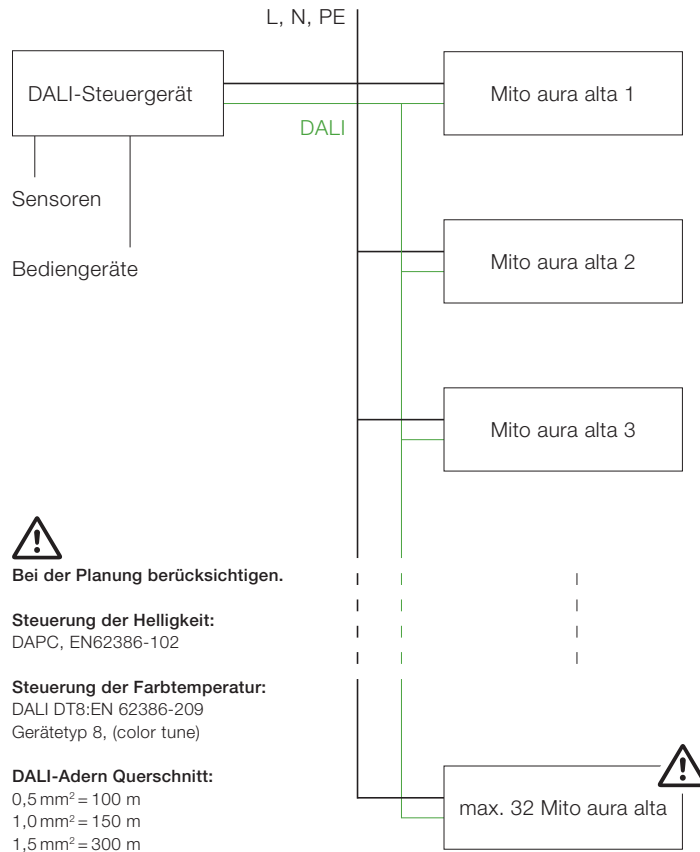 L, N, PE
DALI-Steuergerät
Mito aura alta 1
DALI
Sensoren
Bediengeräte
Mito aura alta 2
Mito aura alta 3
Bei der Planung berücksichtigen.
Steuerung der Helligkeit:
DAPC, EN62386-102
Steuerung der Farbtemperatur:
DALI DT8:EN 62386-209
Gerätetyp 8, (color tune)
DALI-Adern Querschnitt:
0,5 mm² = 100 m
1,0 mm² = 150 m
1,5 mm² = 300 m
max. 32 Mito aura alta